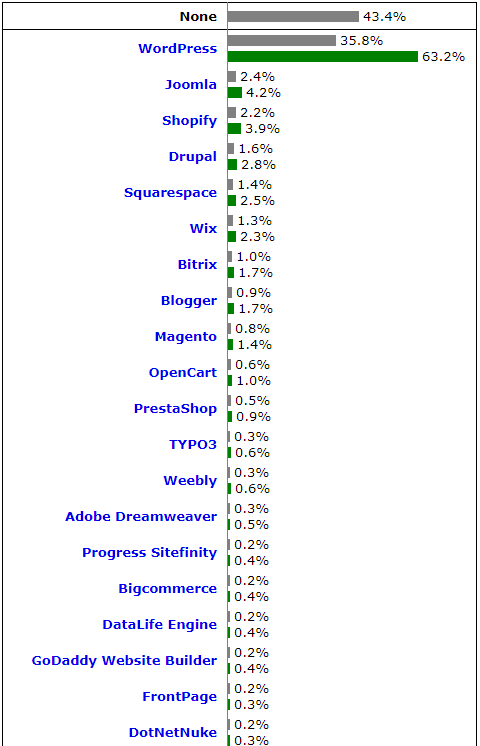 None 43.4%
WordPress 35.8%
63.2%
Joomla 2.4%
4.2%
Shopify 2.2%
3.9%
Drupal 1.6%
2.8%
Squarespace 1.4%
2.5%
Wix 1.3%
2.3%
Bitrix 1.0%
1.7%
Blogger 0.9%
1.7%
Magento 0.8%
1.4%
OpenCart 0.6%
1.0%
PrestaShop 0.5%
0.9%
TYPO3 0.3%
0.6%
Weebly 0.3%
0.6%
Adobe Dreamweaver 0.3%
0.5%
Progress Sitefinity 0.2%
0.4%
Bigcommerce 0.2%
0.4%
DataLife Engine 0.2%
0.4%
GoDaddy Website Builder 0.2%
0.4%
FrontPage 0.2%
0.3%
DotNetNuke 0.2%
0.3%